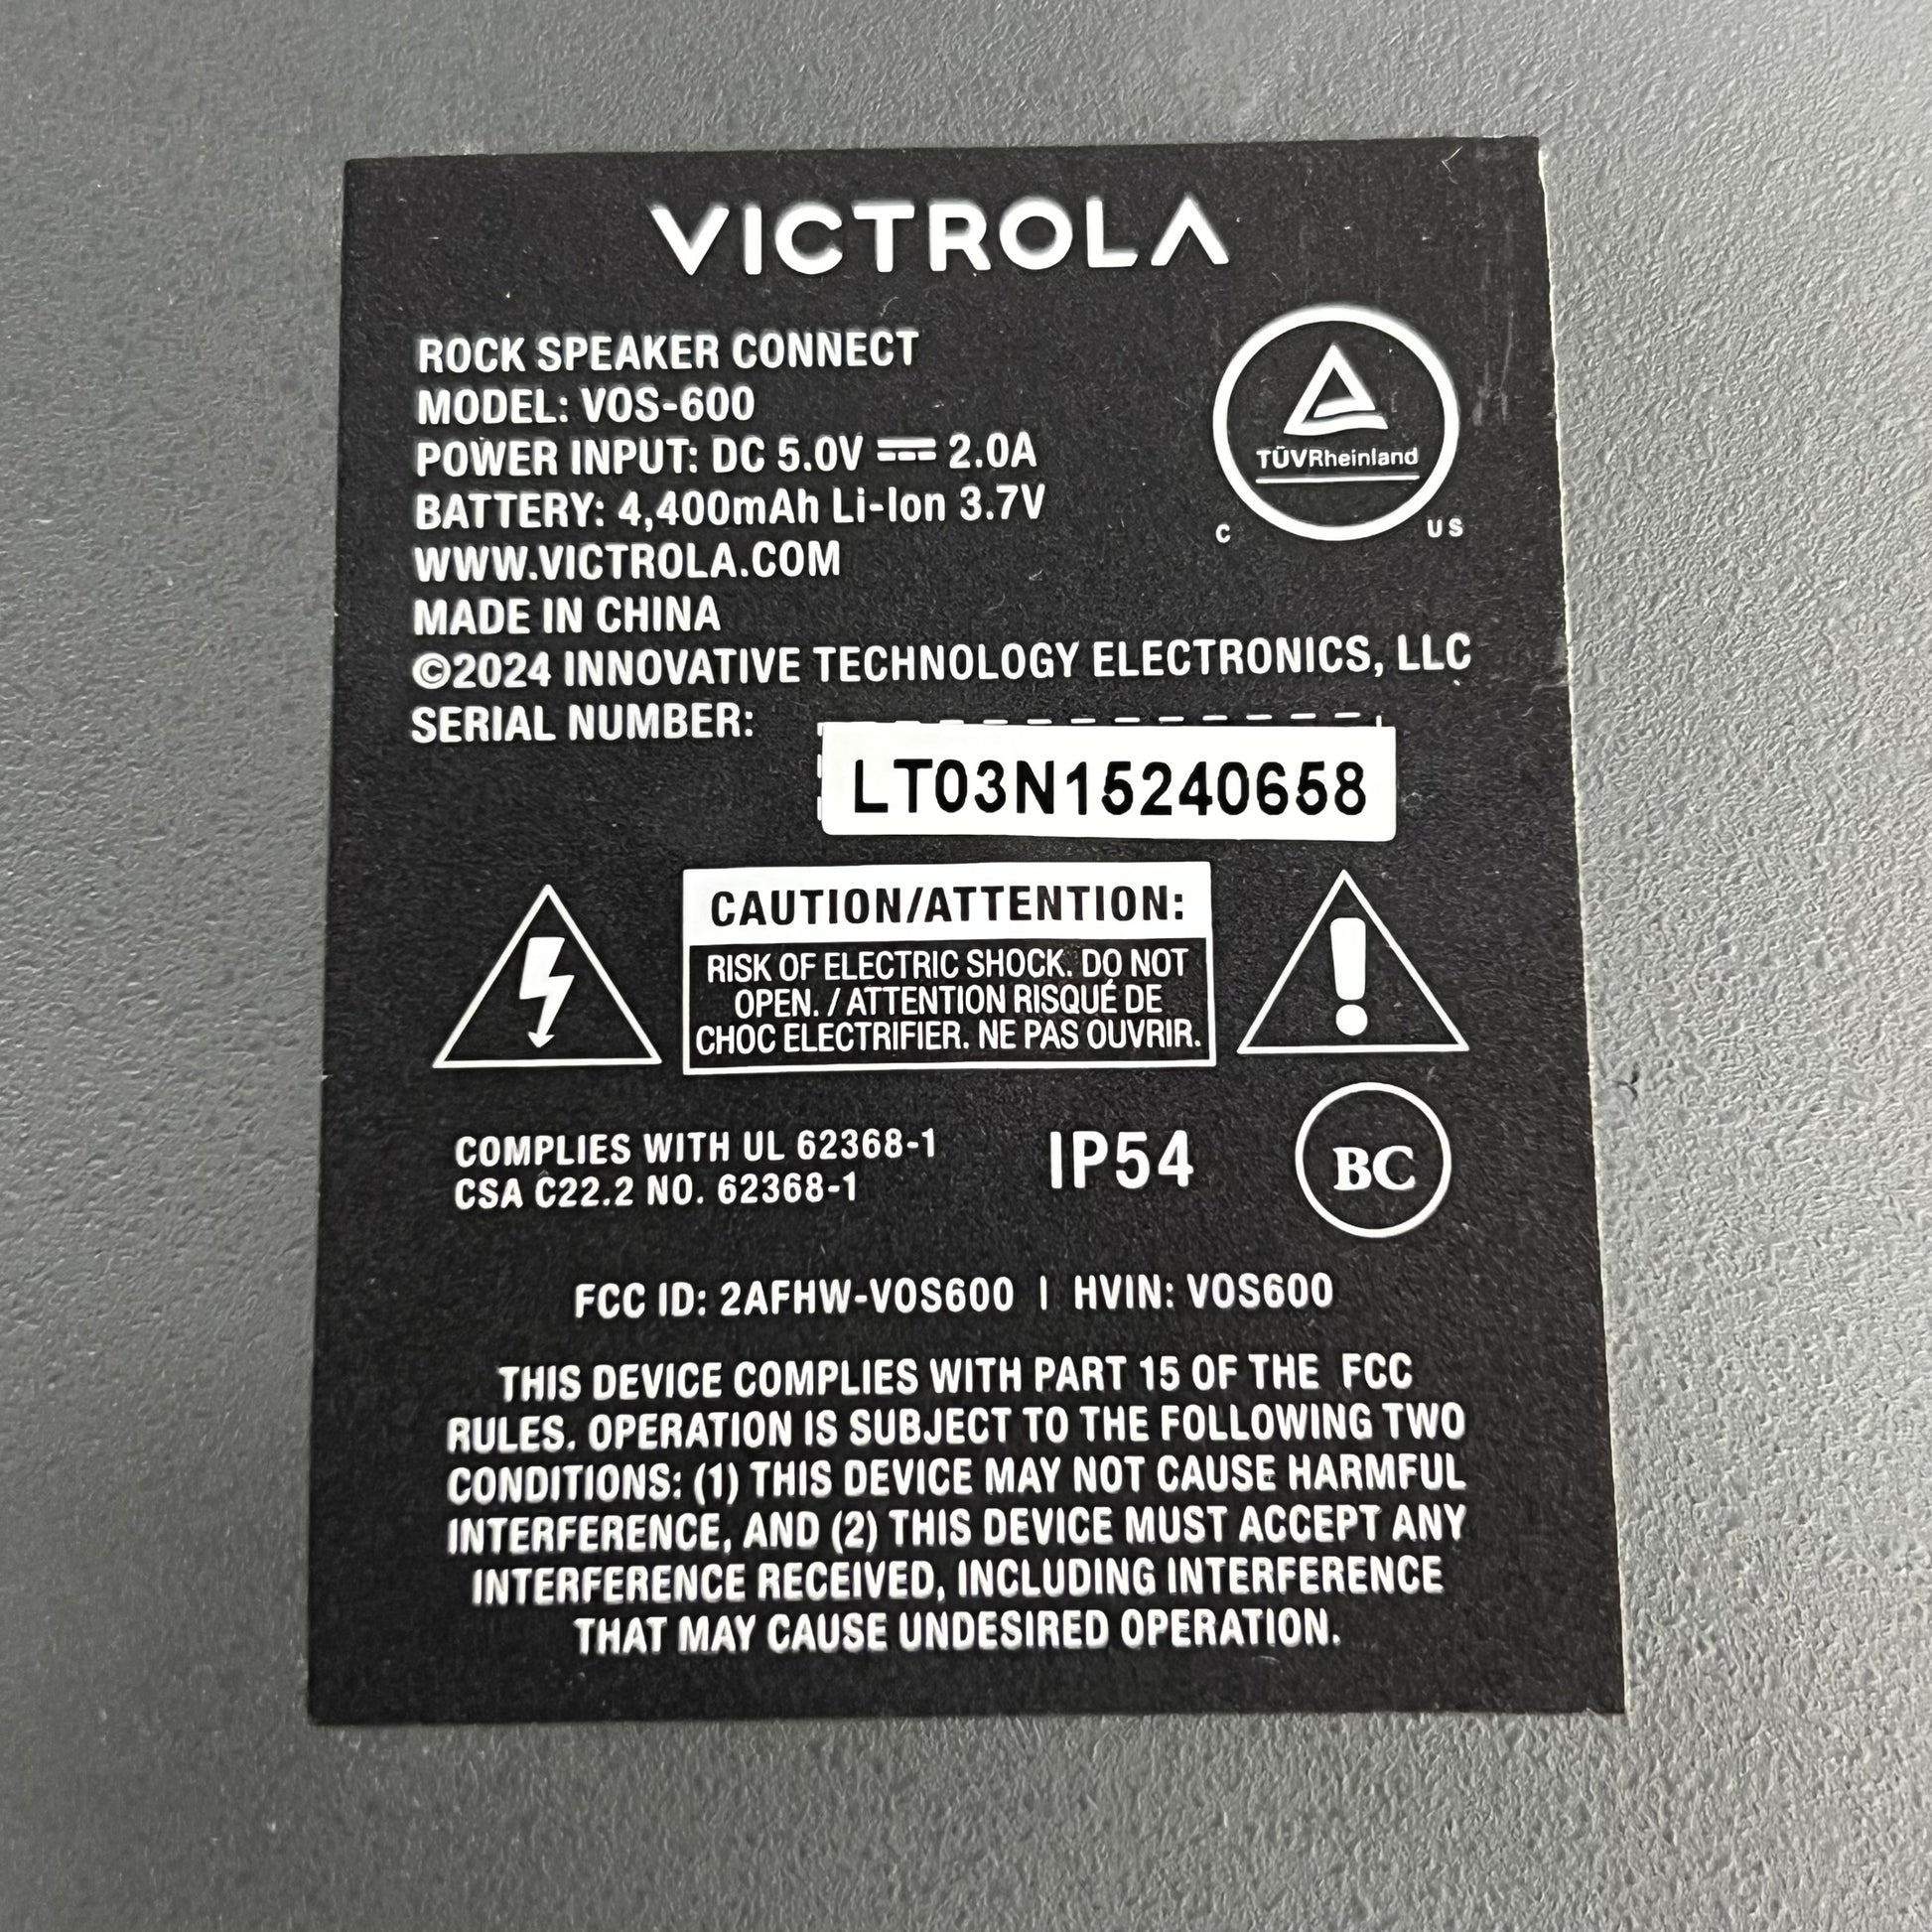 VICTROLA
ROCK SPEAKER CONNECT
MODEL: VOS-600
POWER INPUT: DC 5.0V ⎓ 2.0A
BATTERY: 4,400mAh Li-Ion 3.7V
WWW.VICTROLA.COM
MADE IN CHINA
©2024 INNOVATIVE TECHNOLOGY ELECTRONICS, LLC
TÜVRheinland
C US
SERIAL NUMBER:
LT03N15240658
CAUTION/ATTENTION:
RISK OF ELECTRIC SHOCK. DO NOT
OPEN. / ATTENTION RISQUÉ DE
CHOC ELECTRIFIER. NE PAS OUVRIR.
COMPLIES WITH UL 62368-1
CSA C22.2 NO. 62368-1
IP54
BC
FCC ID: 2AFHW-VOS600 | HVIN: VOS600
THIS DEVICE COMPLIES WITH PART 15 OF THE FCC
RULES. OPERATION IS SUBJECT TO THE FOLLOWING TWO
CONDITIONS: (1) THIS DEVICE MAY NOT CAUSE HARMFUL
INTERFERENCE, AND (2) THIS DEVICE MUST ACCEPT ANY
INTERFERENCE RECEIVED, INCLUDING INTERFERENCE
THAT MAY CAUSE UNDESIRED OPERATION.